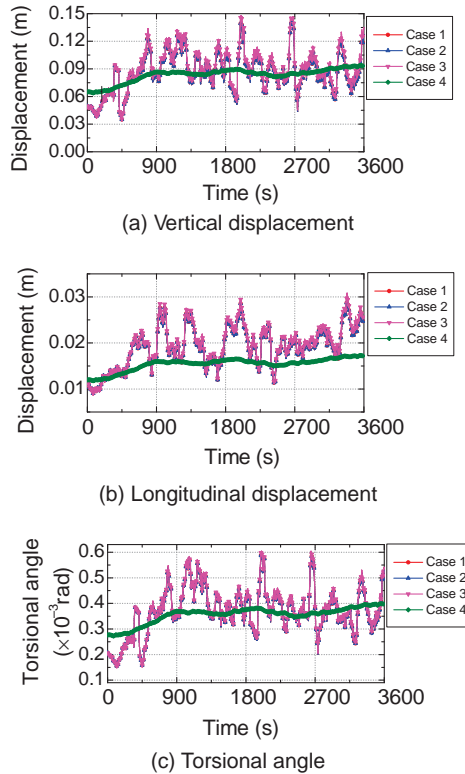 Displacement (m)
0.15
0.12
0.09
0.06
0.03
0.00
0 900 1800 2700 3600
Time (s)
Case 1
Case 2
Case 3
Case 4
(a) Vertical displacement
Displacement (m)
0.03
0.02
0.01
0 900 1800 2700 3600
Time (s)
Case 1
Case 2
Case 3
Case 4
(b) Longitudinal displacement
Torsional angle
(×10⁻³rad)
0.6
0.5
0.4
0.3
0.2
0.1
0 900 1800 2700 3600
Time (s)
Case 1
Case 2
Case 3
Case 4
(c) Torsional angle